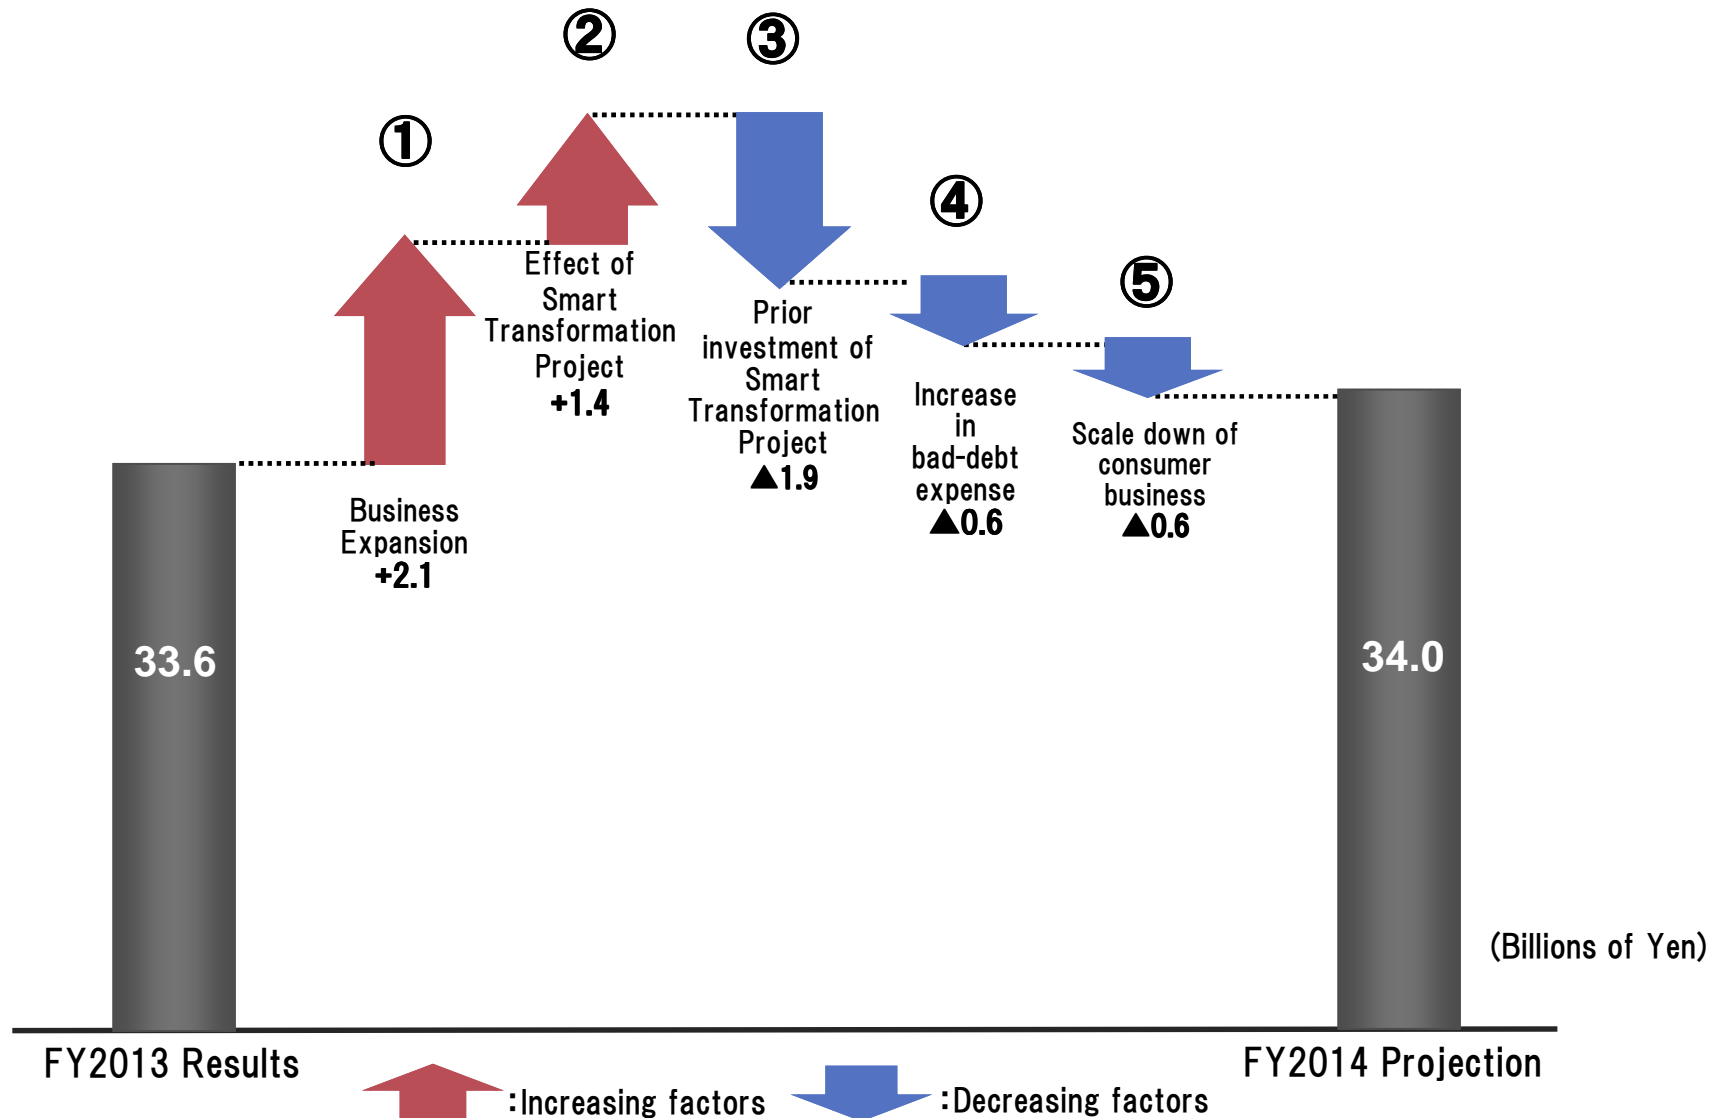 ①
②
③
④
⑤
Business
Expansion
+2.1
Effect of
Smart
Transformation
Project
+1.4
Prior
investment of
Smart
Transformation
Project
▲1.9
Increase
in
bad-debt
expense
▲0.6
Scale down of
consumer
business
▲0.6
33.6
34.0
(Billions of Yen)
FY2013 Results
FY2014 Projection
:Increasing factors
:Decreasing factors